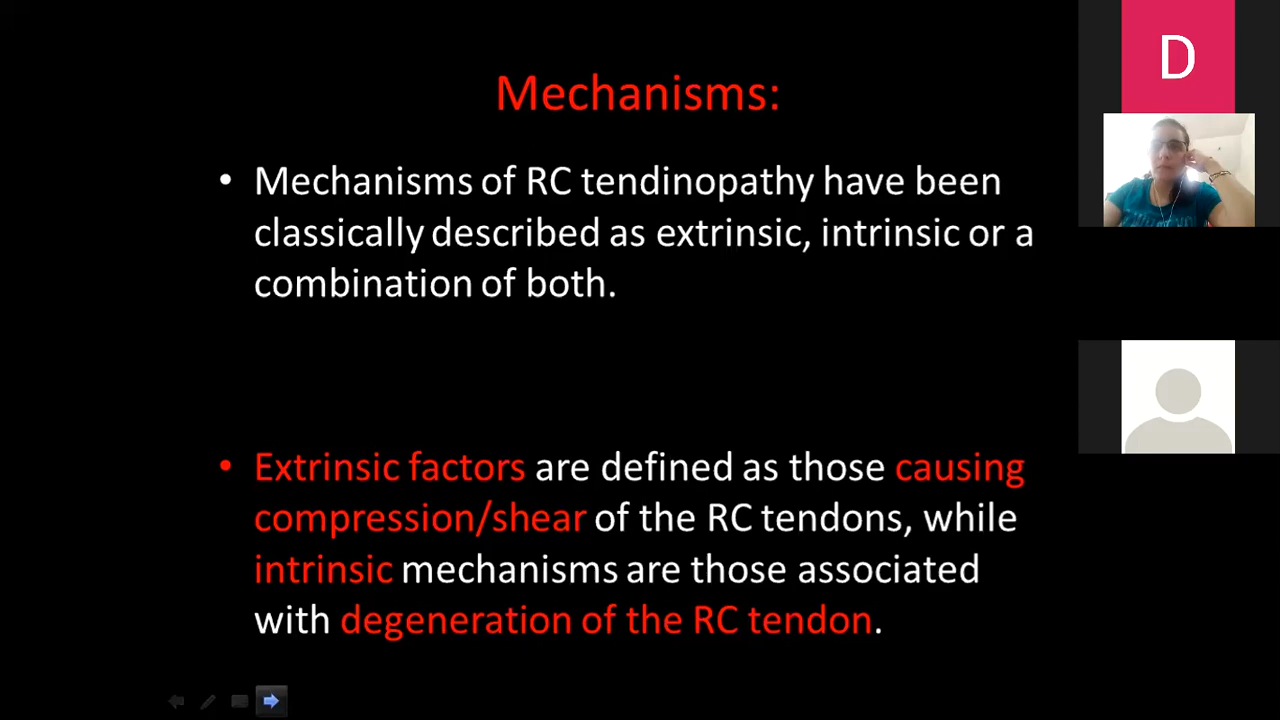 Mechanisms:
• Mechanisms of RC tendinopathy have been
classically described as extrinsic, intrinsic or a
combination of both.
• Extrinsic factors are defined as those causing
compression/shear of the RC tendons, while
intrinsic mechanisms are those associated
with degeneration of the RC tendon.
D